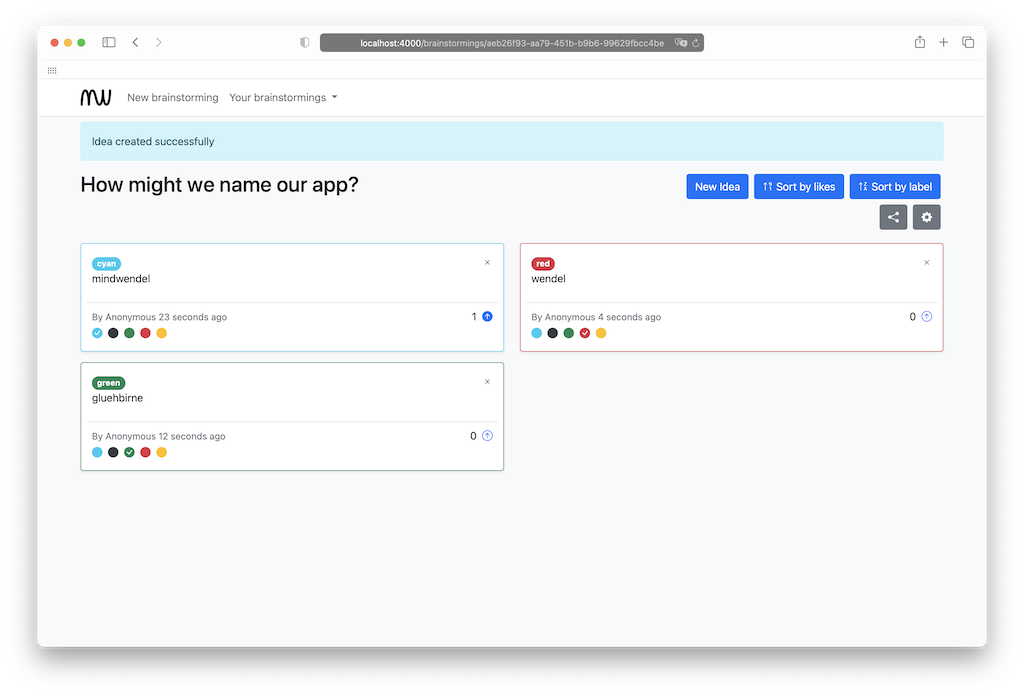 localhost:4000/brainstormings/aeb26f93-aa79-451b-b9b6-99629fbcc4be
MW New brainstorming Your brainstormings
Idea created successfully
How might we name our app?
New Idea Sort by likes Sort by label
cyan
mindwendel
By Anonymous 23 seconds ago 1
red
wendel
By Anonymous 4 seconds ago 0
green
gluehbirne
By Anonymous 12 seconds ago 0